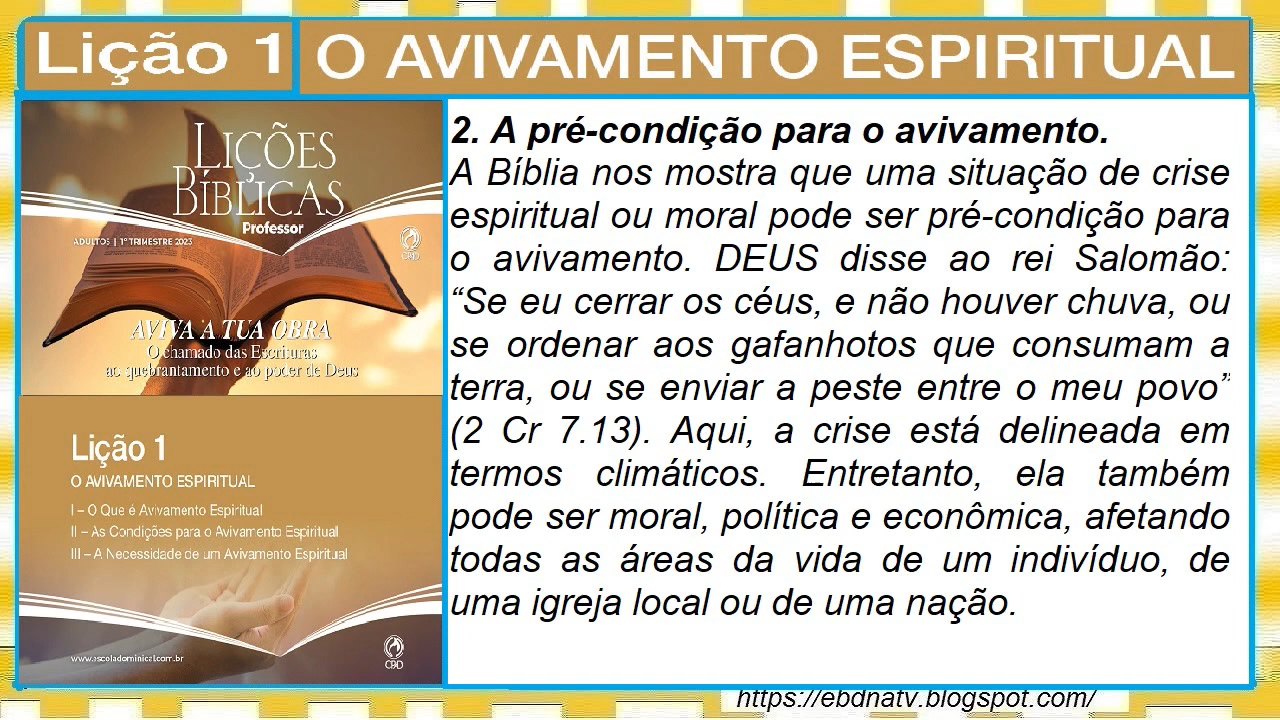 Lição 1
O AVIVAMENTO ESPIRITUAL
LIÇÕES
BÍBLICAS
Professor
ADULTOS | 1º TRIMESTRE 2023
CPAD
AVIVA A TUA OBRA
O chamado das Escrituras
ao quebrantamento e ao poder de Deus
Lição 1
O AVIVAMENTO ESPIRITUAL
I – O Que é Avivamento Espiritual
II – As Condições para o Avivamento Espiritual
III – A Necessidade de um Avivamento Espiritual
www.escoladominical.com.br
CPAD
2. A pré-condição para o avivamento.
A Bíblia nos mostra que uma situação de crise
espiritual ou moral pode ser pré-condição para
o avivamento. DEUS disse ao rei Salomão:
“Se eu cerrar os céus, e não houver chuva, ou
se ordenar aos gafanhotos que consumam a
terra, ou se enviar a peste entre o meu povo”
(2 Cr 7.13). Aqui, a crise está delineada em
termos climáticos. Entretanto, ela também
pode ser moral, política e econômica, afetando
todas as áreas da vida de um indivíduo, de
uma igreja local ou de uma nação.
https://ebdnatv.blogspot.com/